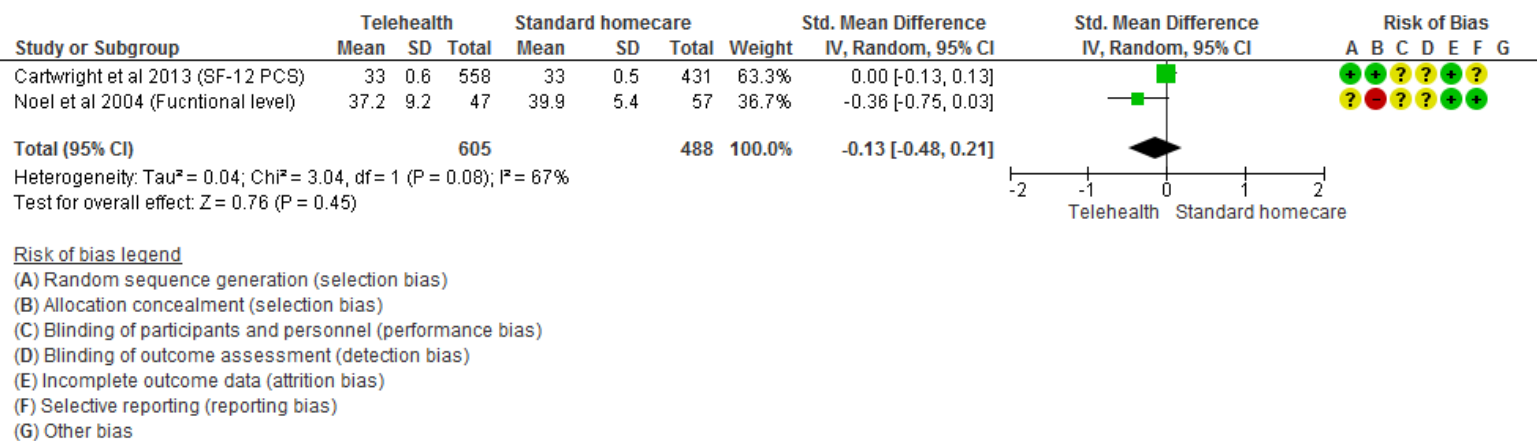 Telehealth Standard homecare Std. Mean Difference Std. Mean Difference Risk of Bias
Study or Subgroup Mean SD Total Mean SD Total Weight IV, Random, 95% CI IV, Random, 95% CI A B C D E F G
Cartwright et al 2013 (SF-12 PCS) 33 0.6 558 33 0.5 431 63.3% 0.00 [-0.13, 0.13] + + ? ? + ?
Noel et al 2004 (Fucntional level) 37.2 9.2 47 39.9 5.4 57 36.7% -0.36 [-0.75, 0.03] ? - ? ? + +
Total (95% CI) 605 488 100.0% -0.13 [-0.48, 0.21]
Heterogeneity: Tau² = 0.04; Chi² = 3.04, df = 1 (P = 0.08); I² = 67%
Test for overall effect: Z = 0.76 (P = 0.45)
-2 -1 0 1 2
Telehealth Standard homecare
Risk of bias legend
(A) Random sequence generation (selection bias)
(B) Allocation concealment (selection bias)
(C) Blinding of participants and personnel (performance bias)
(D) Blinding of outcome assessment (detection bias)
(E) Incomplete outcome data (attrition bias)
(F) Selective reporting (reporting bias)
(G) Other bias